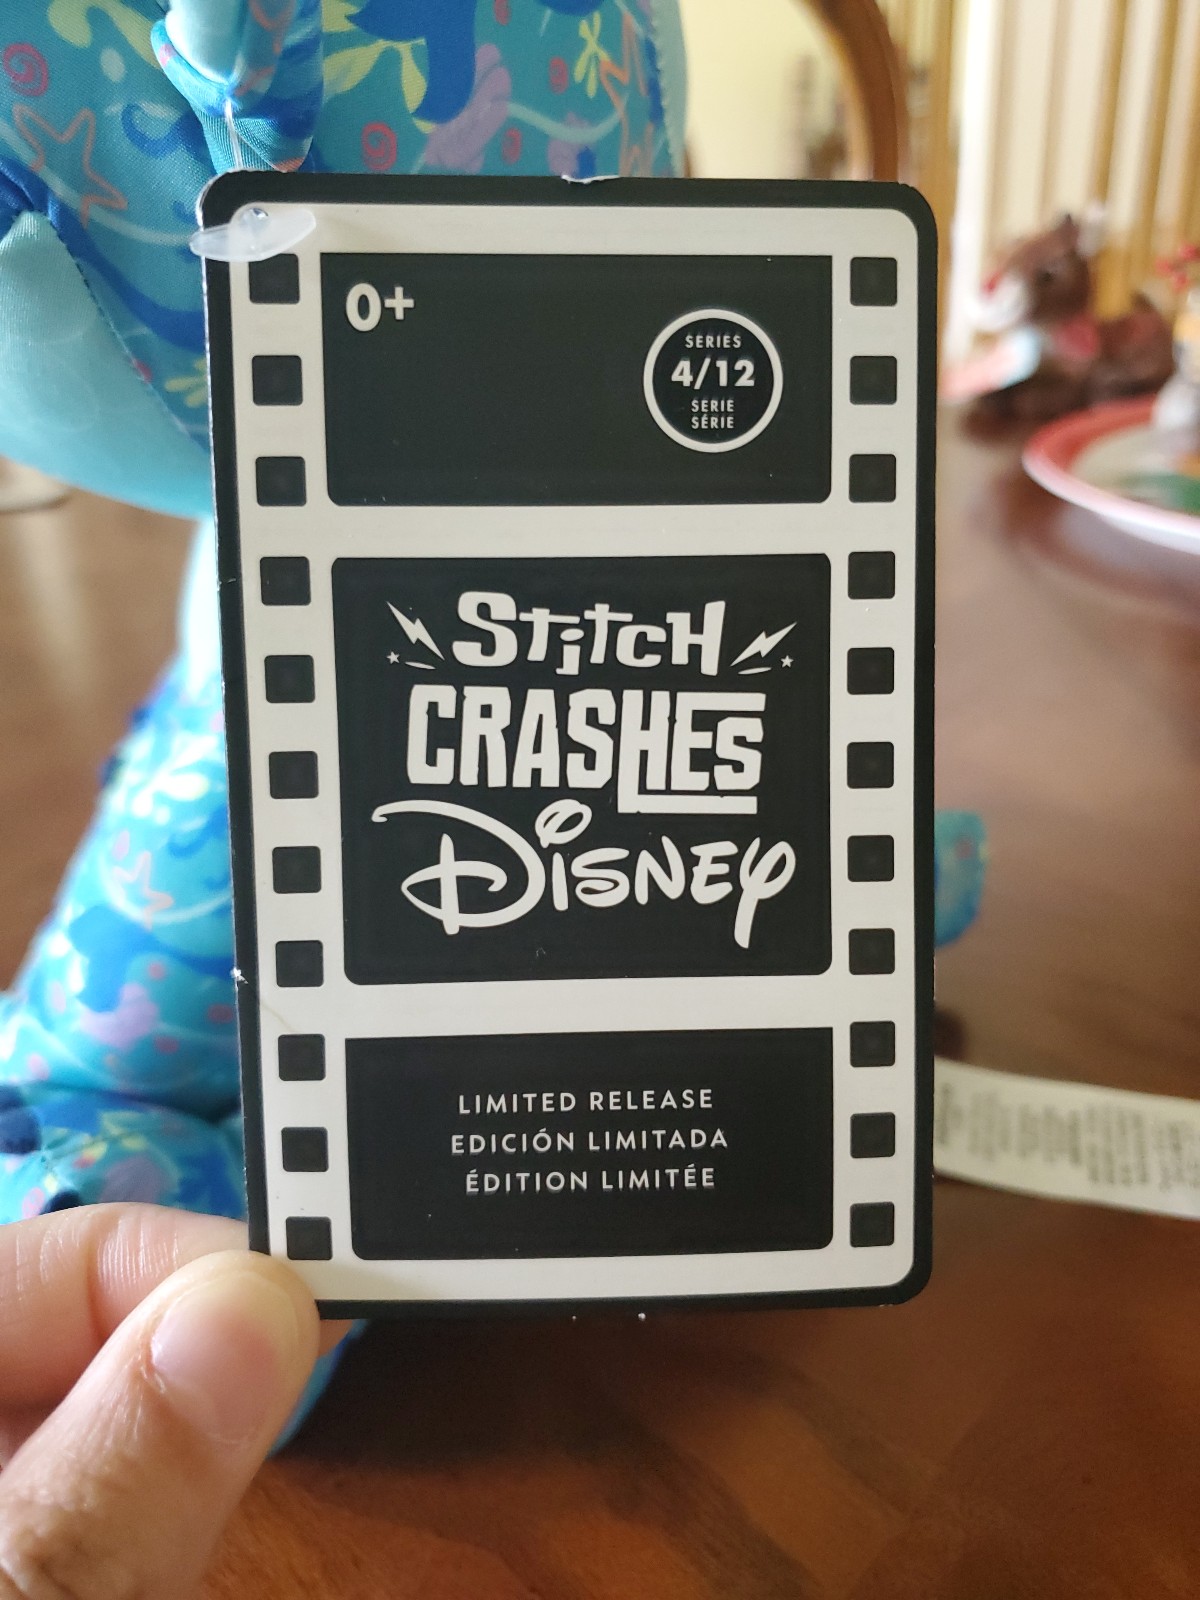 0+
SERIES
4/12
SERIE
SÉRIE
STiTCH
CRASHES
Disney
LIMITED RELEASE
EDICIÓN LIMITADA
ÉDITION LIMITÉE